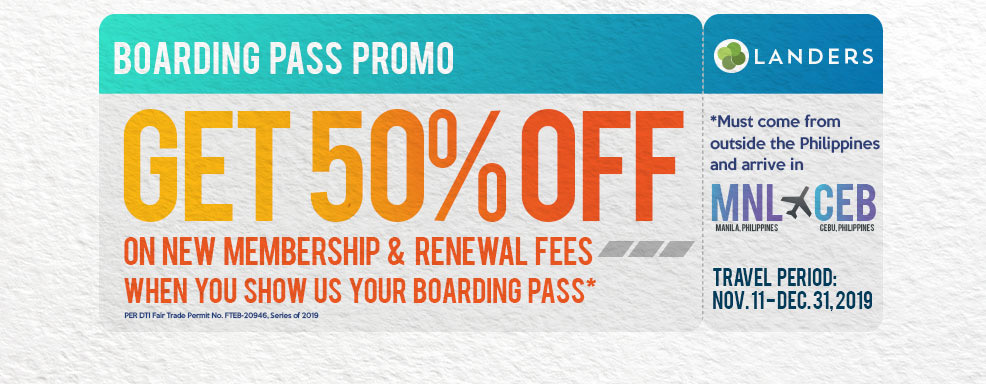 BOARDING PASS PROMO
GET 50% OFF
ON NEW MEMBERSHIP & RENEWAL FEES
WHEN YOU SHOW US YOUR BOARDING PASS*
PER DTI Fair Trade Permit No. FTEB-20946, Series of 2019
LANDERS
*Must come from
outside the Philippines
and arrive in
MNL CEB
MANILA, PHILIPPINES CEBU, PHILIPPINES
TRAVEL PERIOD:
NOV. 11 – DEC. 31, 2019